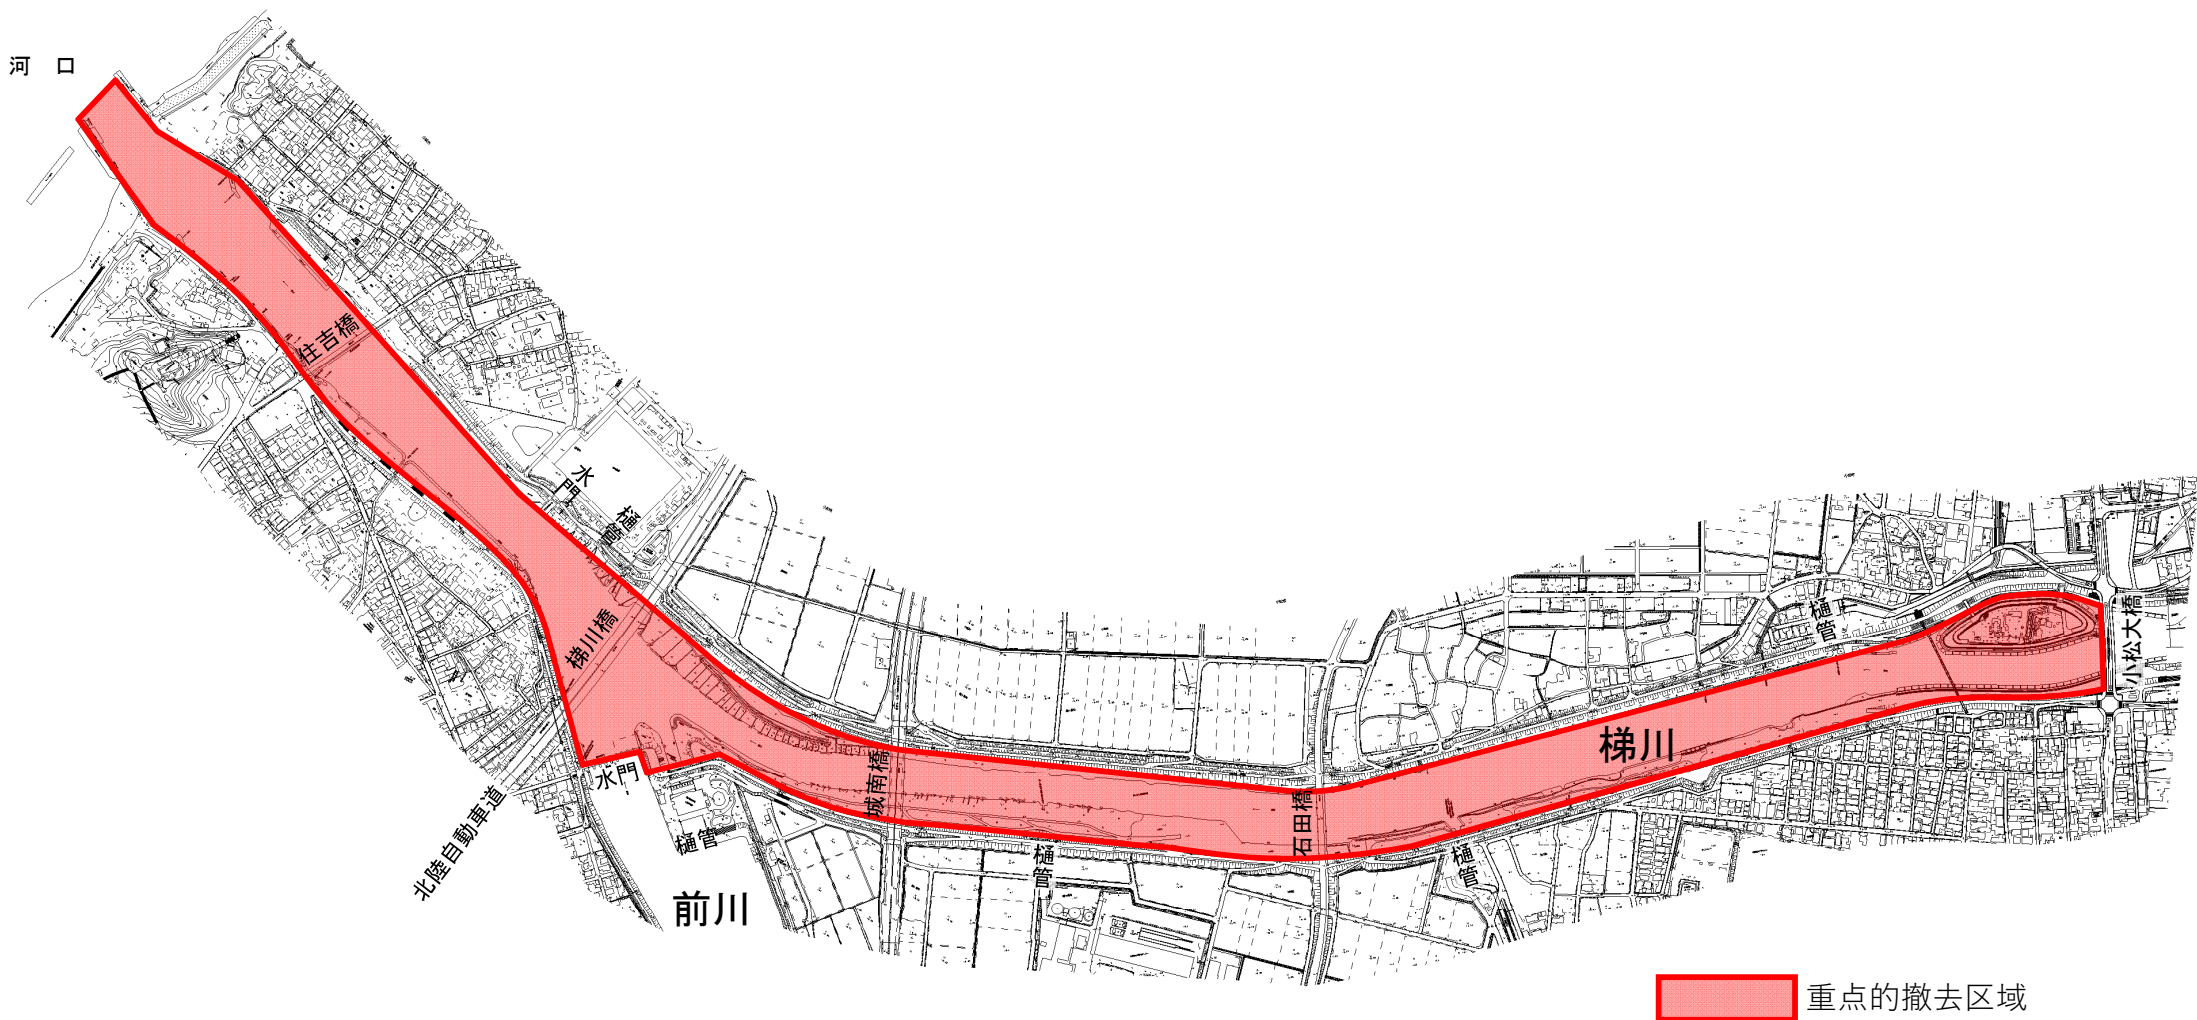 河 口
住吉橋
水門
樋管
梯川橋
水門
樋管
北陸自動車道
前川
城南橋
樋管
石田橋
樋管
梯川
樋管
小松大橋
重点的撤去区域